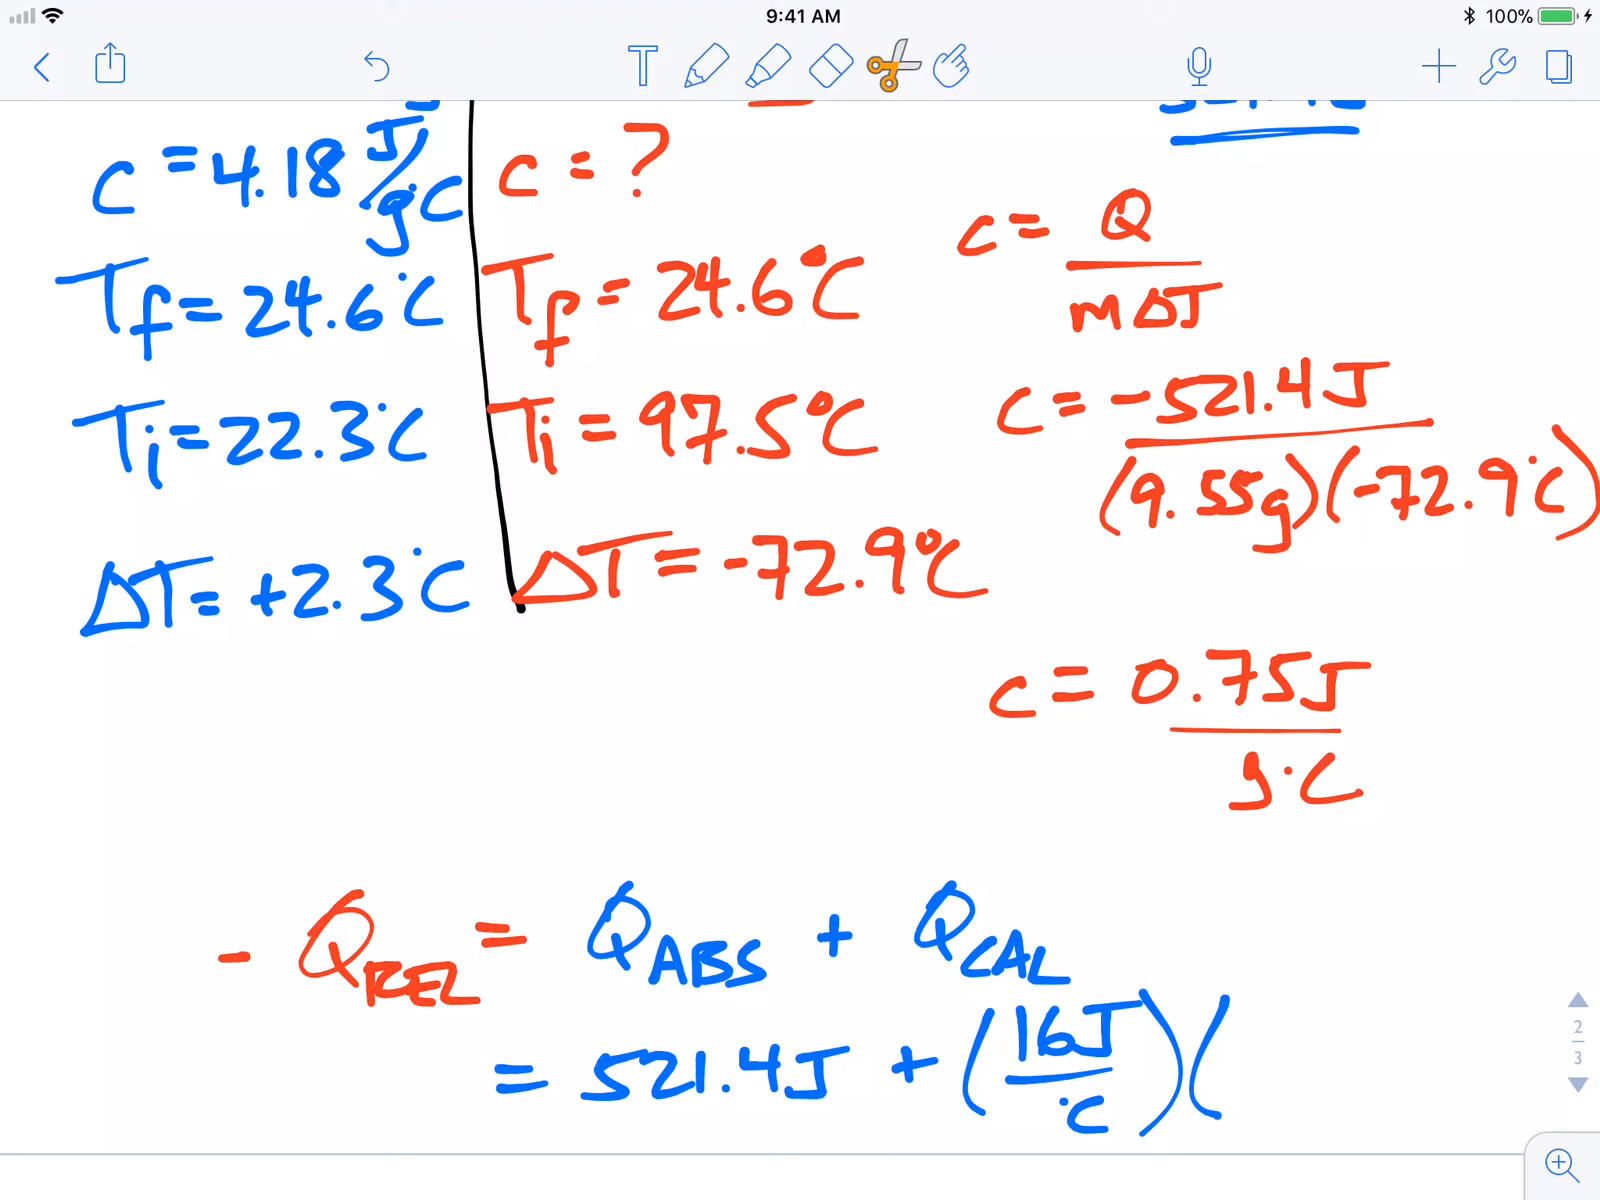 9:41 AM
100%
T
c = 4.18 J/g°C
Tf = 24.6°C
Ti = 22.3°C
ΔT = +2.3°C
c = ?
Tf = 24.6°C
Ti = 97.5°C
ΔT = -72.9°C
c = Q
mΔT
c = -521.4J
(9.55g)(-72.9°C)
c = 0.75J
g°C
- QREL = QABS + QCAL
= 521.4J + (16J/°C)(
2
3